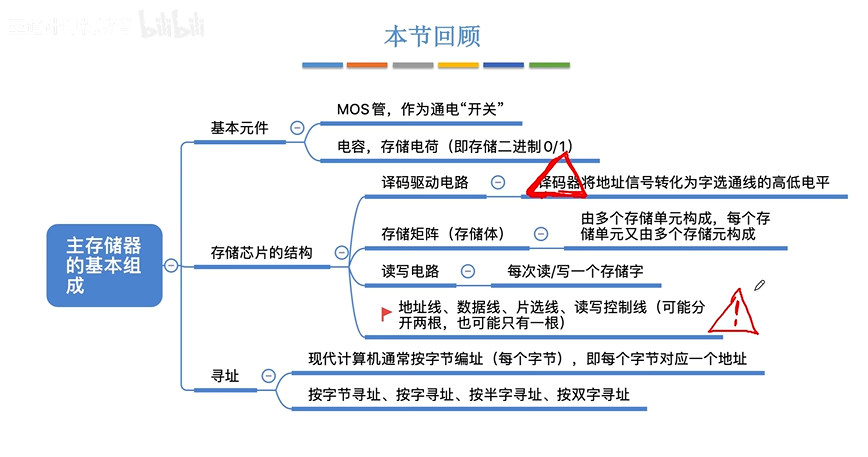 bilibili
本节回顾
MOS管，作为通电“开关”
基本元件
电容，存储电荷（即存储二进制0/1）
译码驱动电路
译码器将地址信号转化为字选通线的高低电平
主存储器
的基本组
成
存储芯片的结构
存储矩阵（存储体）
由多个存储单元构成，每个存
储单元又由多个存储元构成
读写电路
每次读/写一个存储字
地址线、数据线、片选线、读写控制线（可能分
开两根，也可能只有一根）
!
寻址
现代计算机通常按字节编址（每个字节），即每个字节对应一个地址
按字节寻址、按字寻址、按半字寻址、按双字寻址